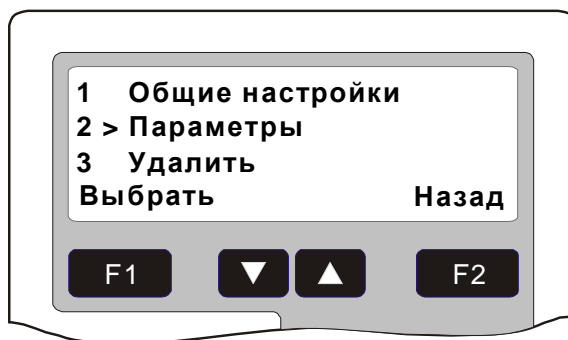 1 Общие настройки
2 > Параметры
3 Удалить
Выбрать Назад
F1 ▼ ▲ F2